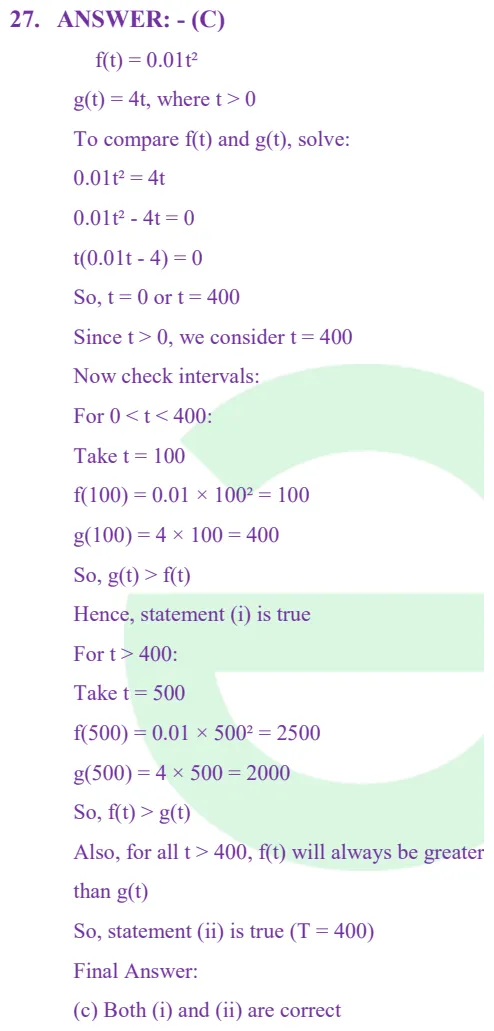 27. ANSWER: - (C)
f(t) = 0.01t²
g(t) = 4t, where t > 0
To compare f(t) and g(t), solve:
0.01t² = 4t
0.01t² - 4t = 0
t(0.01t - 4) = 0
So, t = 0 or t = 400
Since t > 0, we consider t = 400
Now check intervals:
For 0 < t < 400:
Take t = 100
f(100) = 0.01 × 100² = 100
g(100) = 4 × 100 = 400
So, g(t) > f(t)
Hence, statement (i) is true
For t > 400:
Take t = 500
f(500) = 0.01 × 500² = 2500
g(500) = 4 × 500 = 2000
So, f(t) > g(t)
Also, for all t > 400, f(t) will always be greater
than g(t)
So, statement (ii) is true (T = 400)
Final Answer:
(c) Both (i) and (ii) are correct